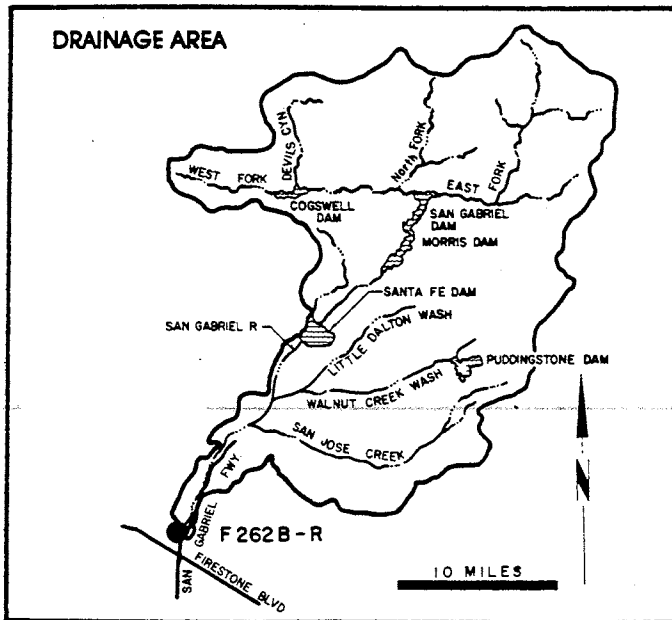 DRAINAGE AREA
DEVILS CYN
North FORK
WEST FORK
EAST FORK
COGSWELL
DAM
SAN GABRIEL
DAM
MORRIS DAM
SANTA FE DAM
SAN GABRIEL R
LITTLE DALTON WASH
PUDDINGSTONE DAM
WALNUT CREEK WASH
SAN JOSE CREEK
SAN GABRIEL FWY.
F262B-R
FIRESTONE BLVD
N
10 MILES